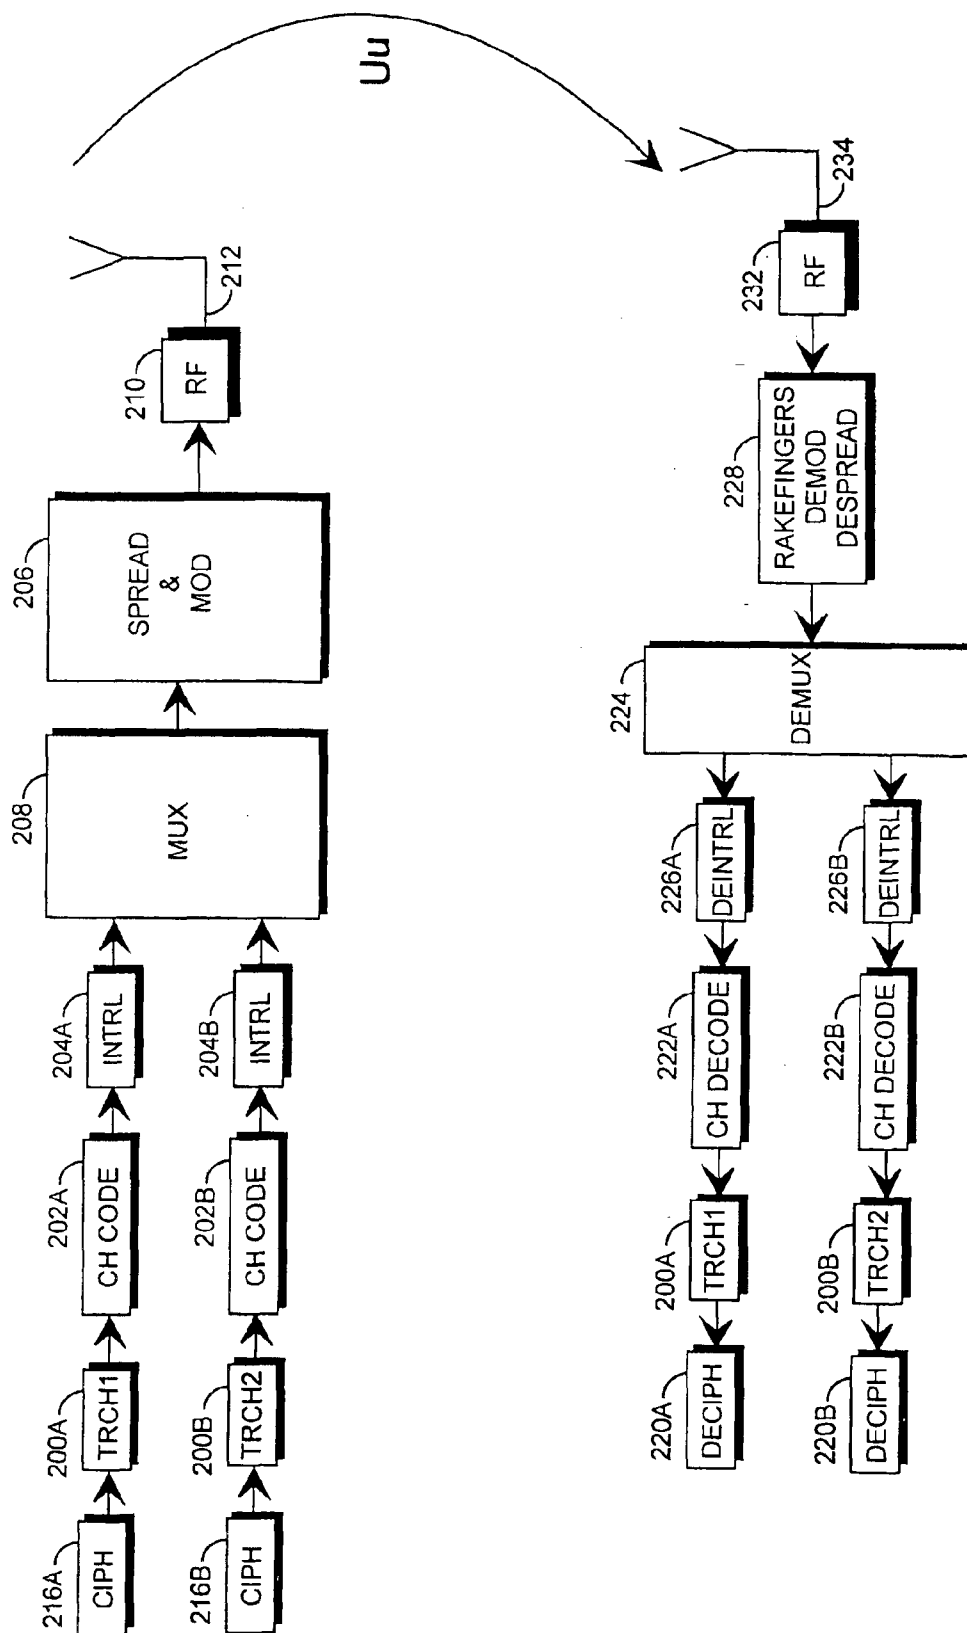 216A
CIPH
200A
TRCH1
202A
CH CODE
204A
INTRL
216B
CIPH
200B
TRCH2
202B
CH CODE
204B
INTRL
208
MUX
206
SPREAD
&
MOD
210
RF
212
Uu
220A
DECIPH
200A
TRCH1
222A
CH DECODE
226A
DEINTRL
220B
DECIPH
200B
TRCH2
222B
CH DECODE
226B
DEINTRL
224
DEMUX
228
RAKEFINGERS
DEMOD
DESPREAD
232
RF
234